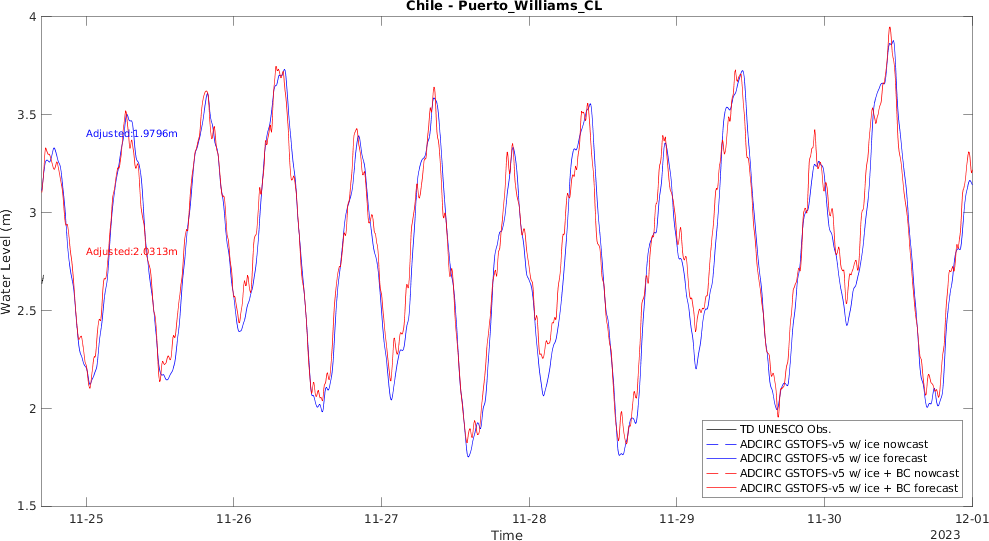 Chile - Puerto_Williams_CL
4
3.5
3
2.5
2
1.5
Water Level (m)
Adjusted:1.9796m
Adjusted:2.0313m
TD UNESCO Obs.
ADCIRC GSTOFS-v5 w/ ice nowcast
ADCIRC GSTOFS-v5 w/ ice forecast
ADCIRC GSTOFS-v5 w/ ice + BC nowcast
ADCIRC GSTOFS-v5 w/ ice + BC forecast
11-25
11-26
11-27
11-28
11-29
11-30
12-01
Time
2023